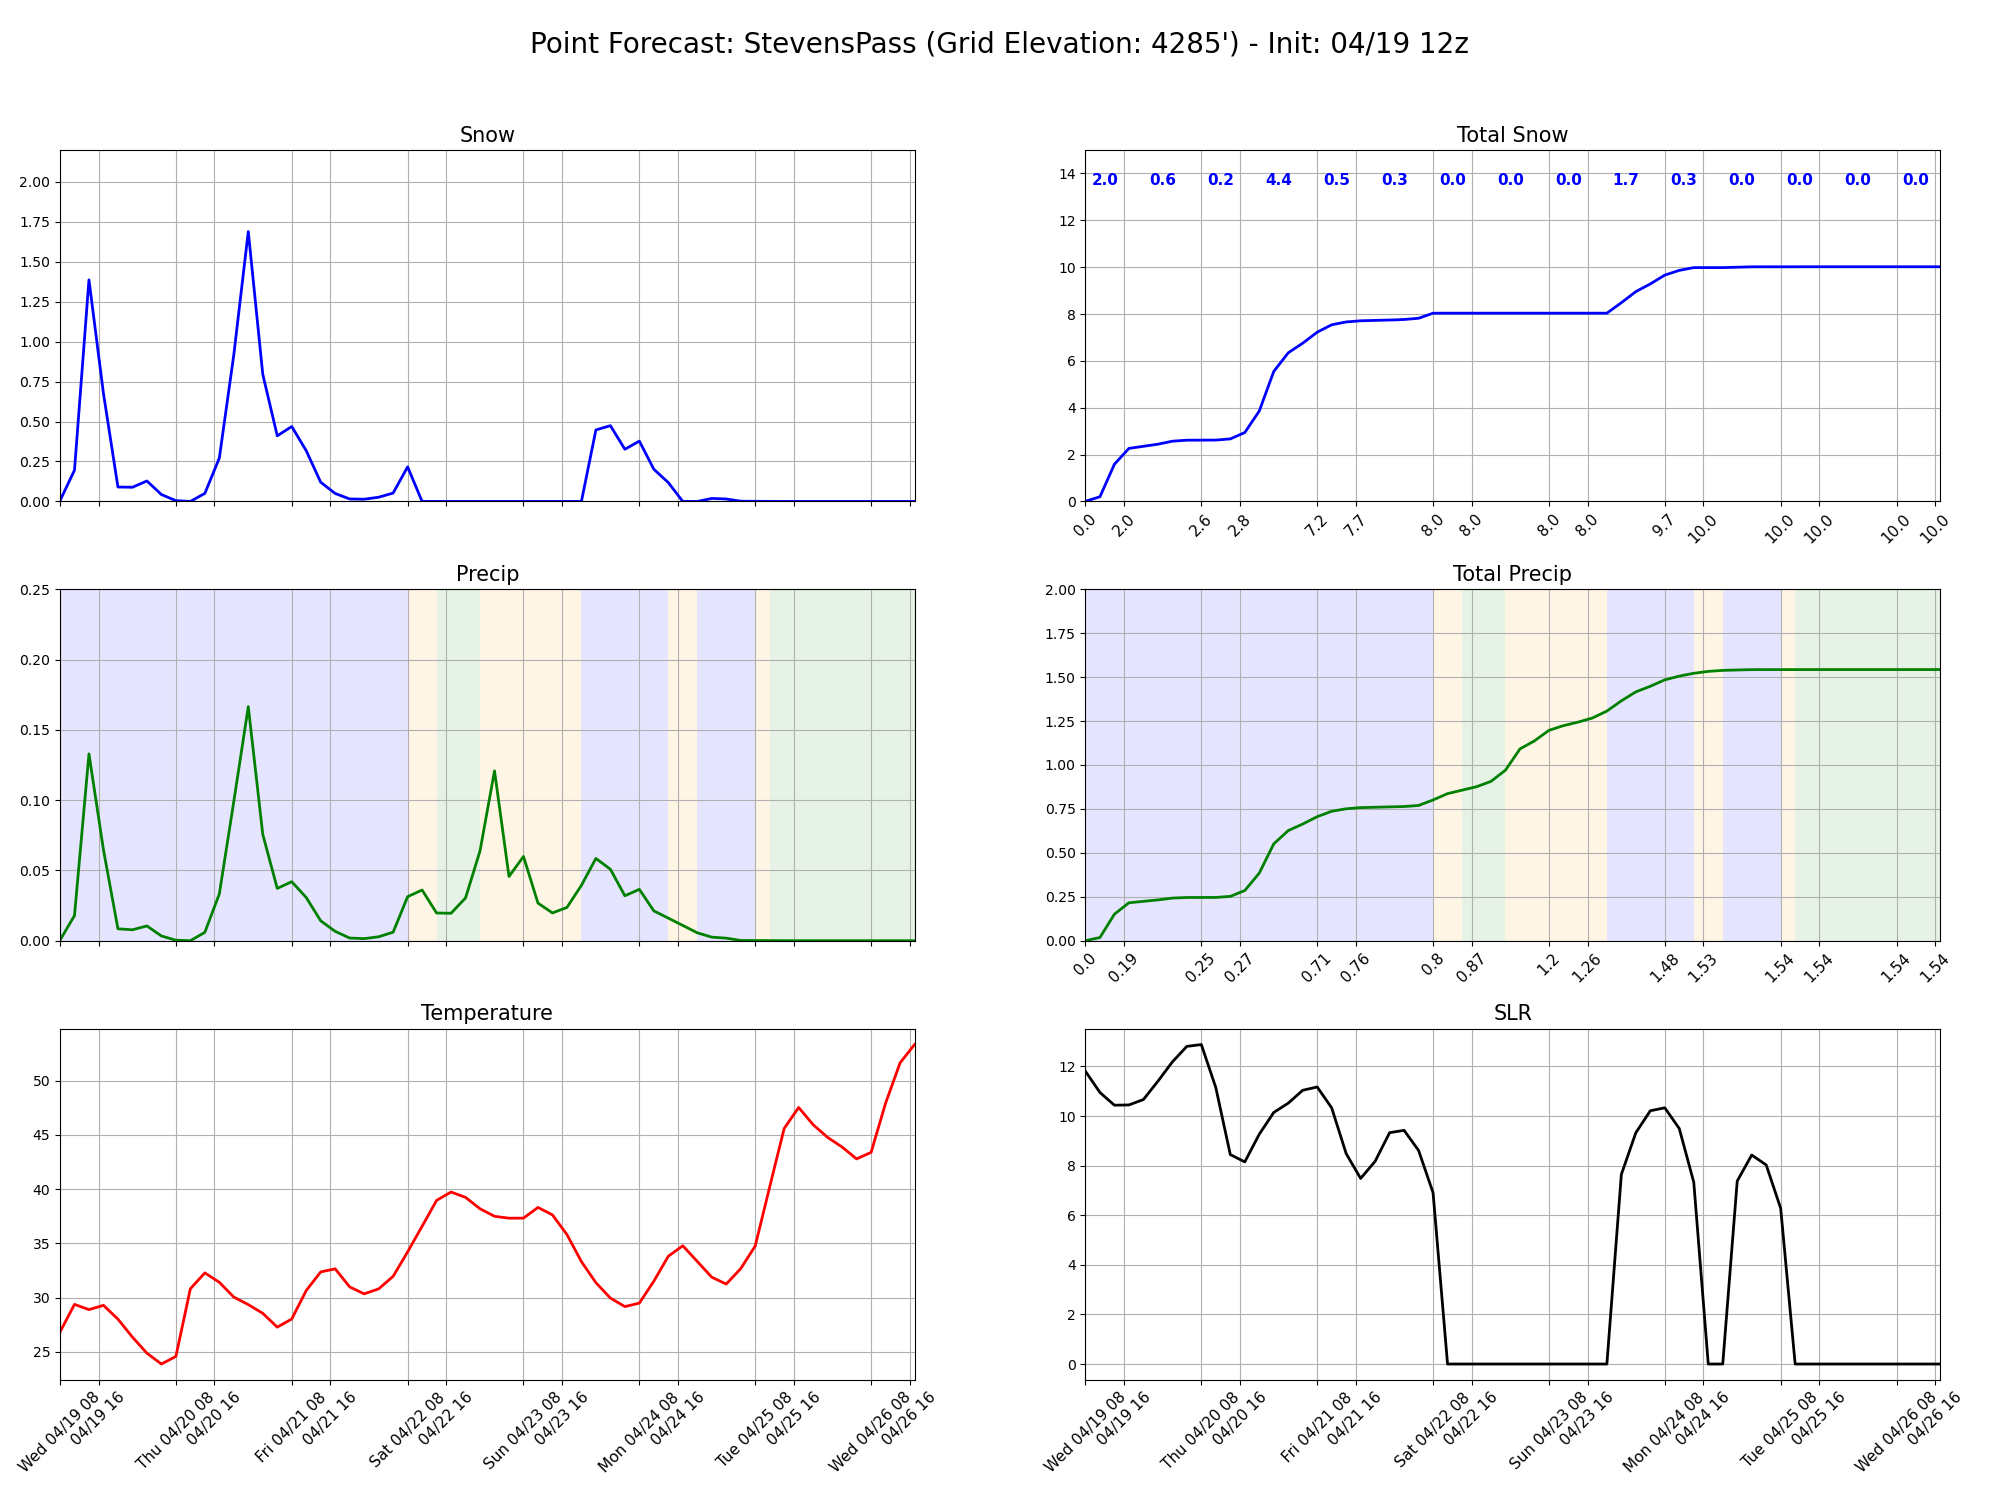 Point Forecast: StevensPass (Grid Elevation: 4285') - Init: 04/19 12z
Snow
2.00
1.75
1.50
1.25
1.00
0.75
0.50
0.25
0.00
Total Snow
14
12
10
8
6
4
2
0
2.0 0.6 0.2 4.4 0.5 0.3 0.0 0.0 0.0 1.7 0.3 0.0 0.0 0.0 0.0
0.0 2.0 2.6 2.8 7.2 7.7 8.0 8.0 8.0 8.0 9.7 10.0 10.0 10.0 10.0 10.0
Precip
0.25
0.20
0.15
0.10
0.05
0.00
Total Precip
2.00
1.75
1.50
1.25
1.00
0.75
0.50
0.25
0.00
0.0 0.19 0.25 0.27 0.71 0.76 0.8 0.87 1.2 1.26 1.48 1.53 1.54 1.54 1.54 1.54
Temperature
50
45
40
35
30
25
Wed 04/19 08
04/19 16
Thu 04/20 08
04/20 16
Fri 04/21 08
04/21 16
Sat 04/22 08
04/22 16
Sun 04/23 08
04/23 16
Mon 04/24 08
04/24 16
Tue 04/25 08
04/25 16
Wed 04/26 08
04/26 16
SLR
12
10
8
6
4
2
0
Wed 04/19 08
04/19 16
Thu 04/20 08
04/20 16
Fri 04/21 08
04/21 16
Sat 04/22 08
04/22 16
Sun 04/23 08
04/23 16
Mon 04/24 08
04/24 16
Tue 04/25 08
04/25 16
Wed 04/26 08
04/26 16